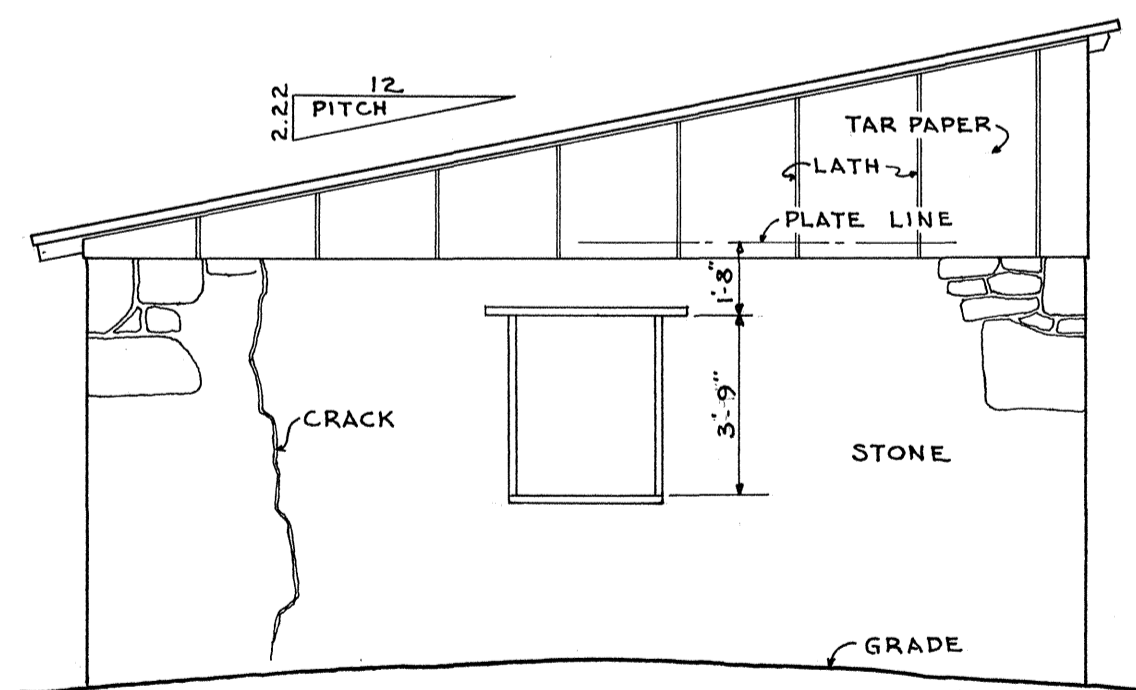 12
2.22
PITCH
TAR PAPER
LATH
PLATE LINE
1'-8"
3'-9"
CRACK
STONE
GRADE